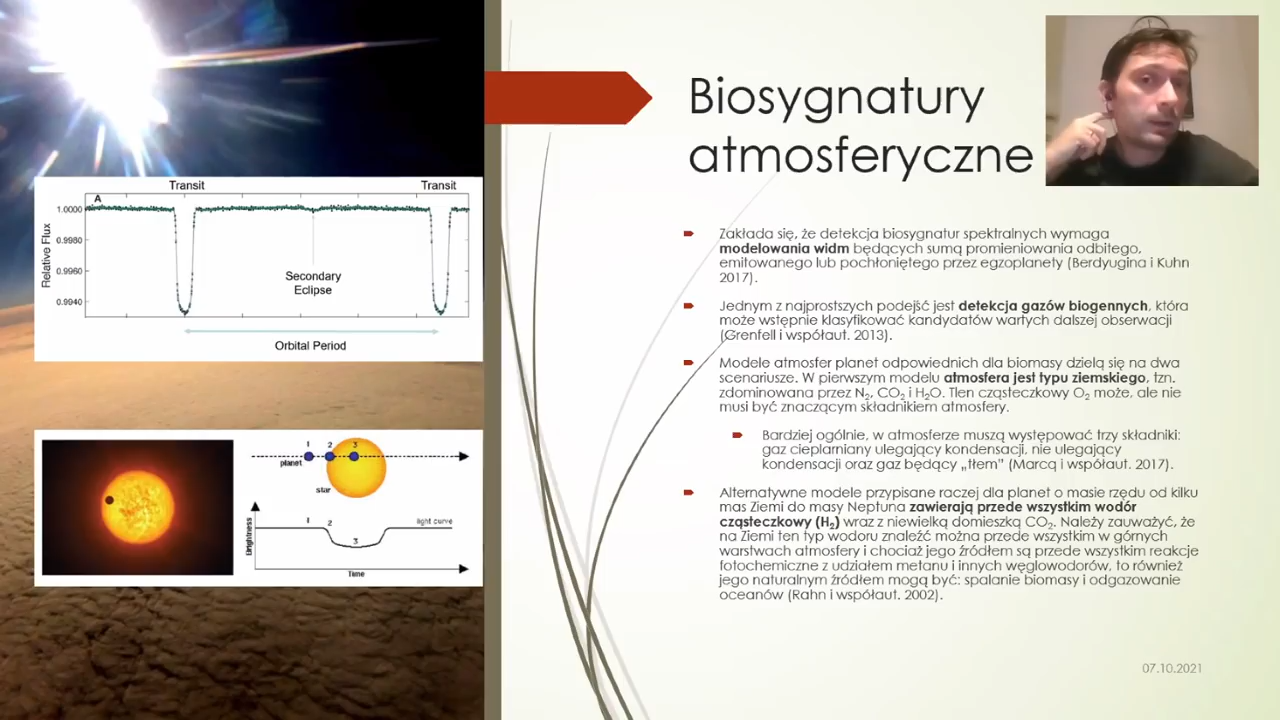 Transit
Transit
A
1.0000
0.9980
0.9960
0.9940
Relative Flux
Secondary
Eclipse
Orbital Period
1
2
3
planet
star
1
2
3
light curve
Brightness
Time
Biosygnatury
atmosferyczne
Zakłada się, że detekcja biosygnatur spektralnych wymaga
modelowania widm będących sumą promieniowania odbitego,
emitowanego lub pochłoniętego przez egzoplanety (Berdyugina i Kuhn
2017).
Jednym z najprostszych podejść jest detekcja gazów biogennych, która
może wstępnie klasyfikować kandydatów wartych dalszej obserwacji
(Grenfell i współaut. 2013).
Modele atmosfer planet odpowiednich dla biomasy dzielą się na dwa
scenariusze. W pierwszym modelu atmosfera jest typu ziemskiego, tzn.
zdominowana przez N₂, CO₂ i H₂O. Tlen cząsteczkowy O₂ może, ale nie
musi być znaczącym składnikiem atmosfery.
Bardziej ogólnie, w atmosferze muszą występować trzy składniki:
gaz cieplarniany ulegający kondensacji, nie ulegający
kondensacji oraz gaz będący „tłem” (Marcq i współaut. 2017).
Alternatywne modele przypisane raczej dla planet o masie rzędu od kilku
mas Ziemi do masy Neptuna zawierają przede wszystkim wodór
cząsteczkowy (H₂) wraz z niewielką domieszką CO₂. Należy zauważyć, że
na Ziemi ten typ wodoru znaleźć można przede wszystkim w górnych
warstwach atmosfery i chociaż jego źródłem są przede wszystkim reakcje
fotochemiczne z udziałem metanu i innych węglowodorów, to również
jego naturalnym źródłem mogą być: spalanie biomasy i odgazowanie
oceanów (Rahn i współaut. 2002).
07.10.2021